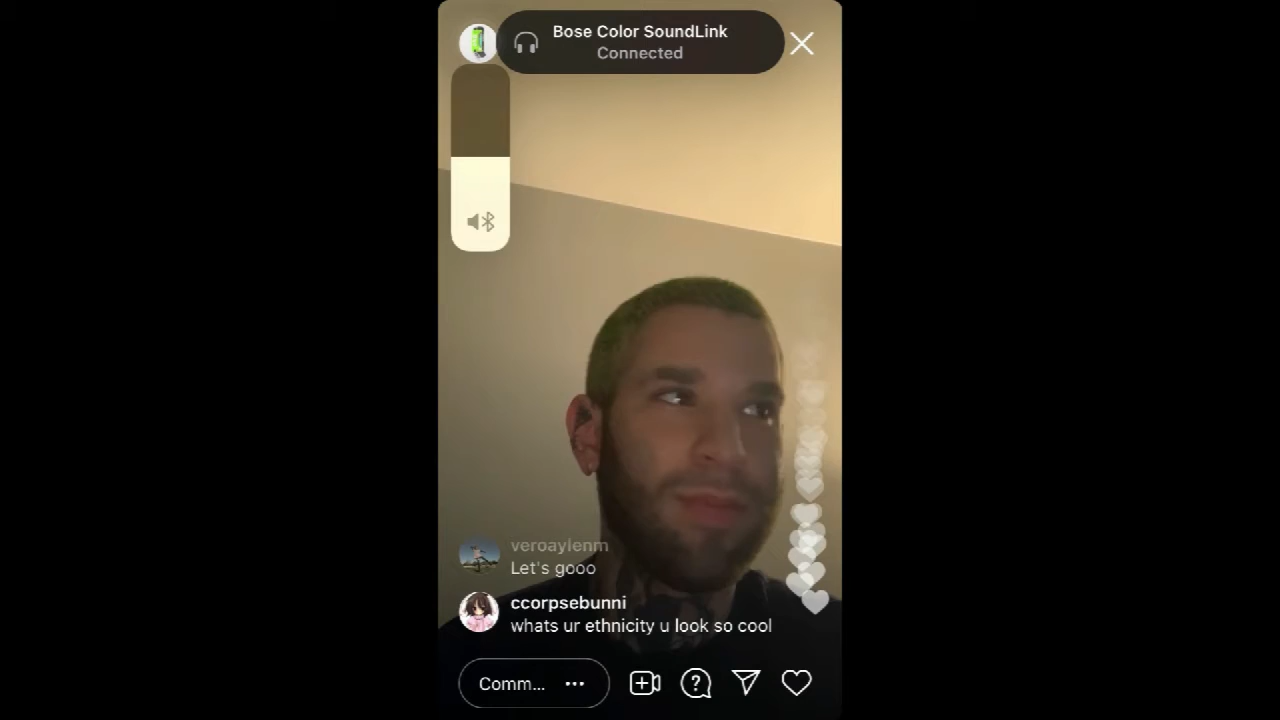 Bose Color SoundLink
Connected
veroaylenm
Let's gooo
ccorpsebunni
whats ur ethnicity u look so cool
Comm...